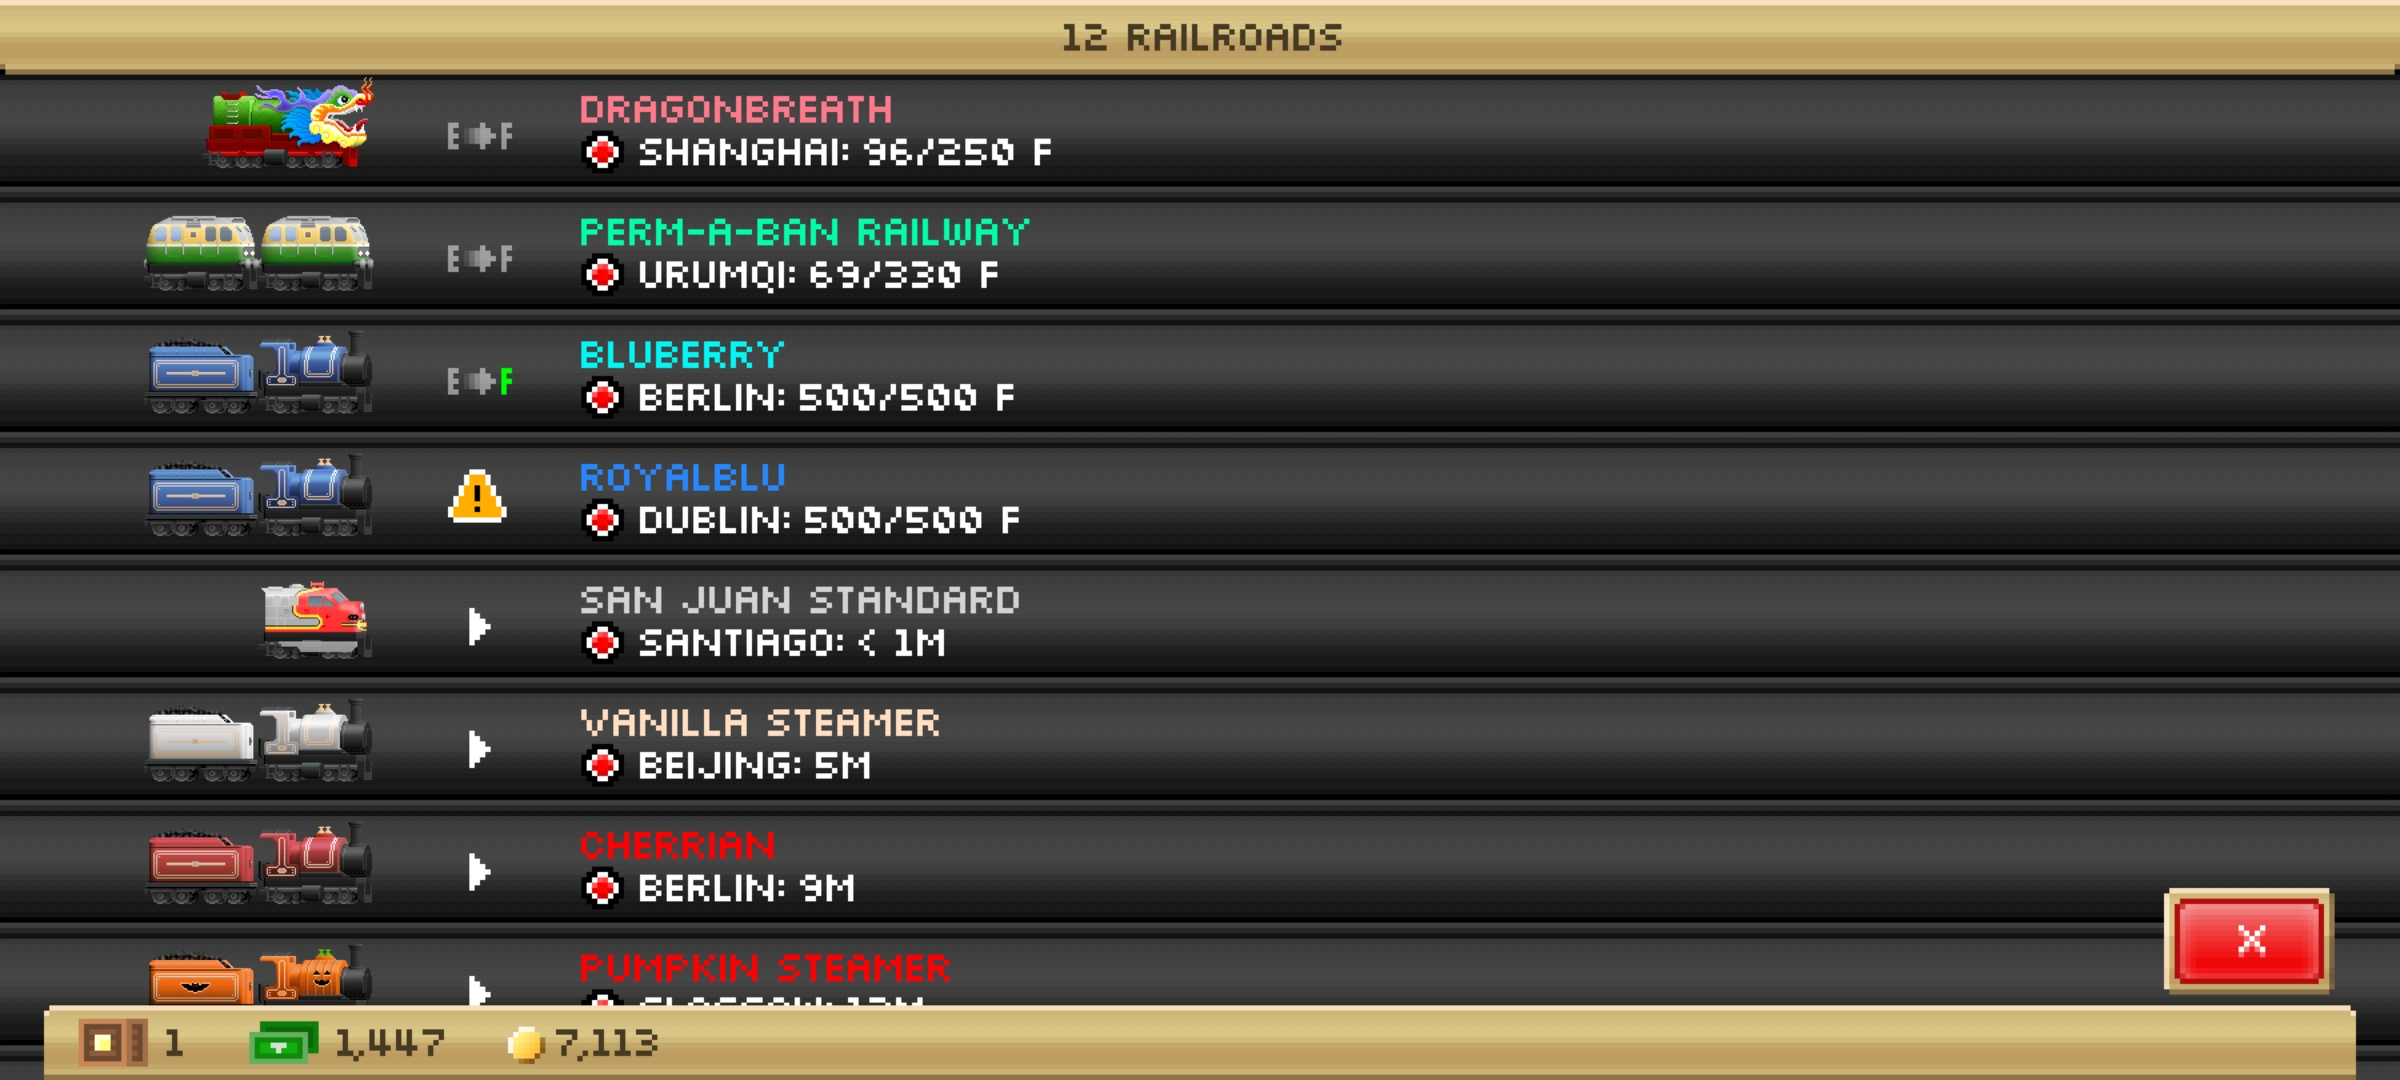 12 RAILROADS
DRAGONBREATH
E F
SHANGHAI: 96/250 F
PERM-A-BAN RAILWAY
E F
URUMQI: 69/330 F
BLUBERRY
E F
BERLIN: 500/500 F
ROYALBLU
!
DUBLIN: 500/500 F
SAN JUAN STANDARD
SANTIAGO: < 1M
VANILLA STEAMER
BEIJING: 5M
CHERRIAN
BERLIN: 9M
X
PUMPKIN STEAMER
1 1,447 7,113